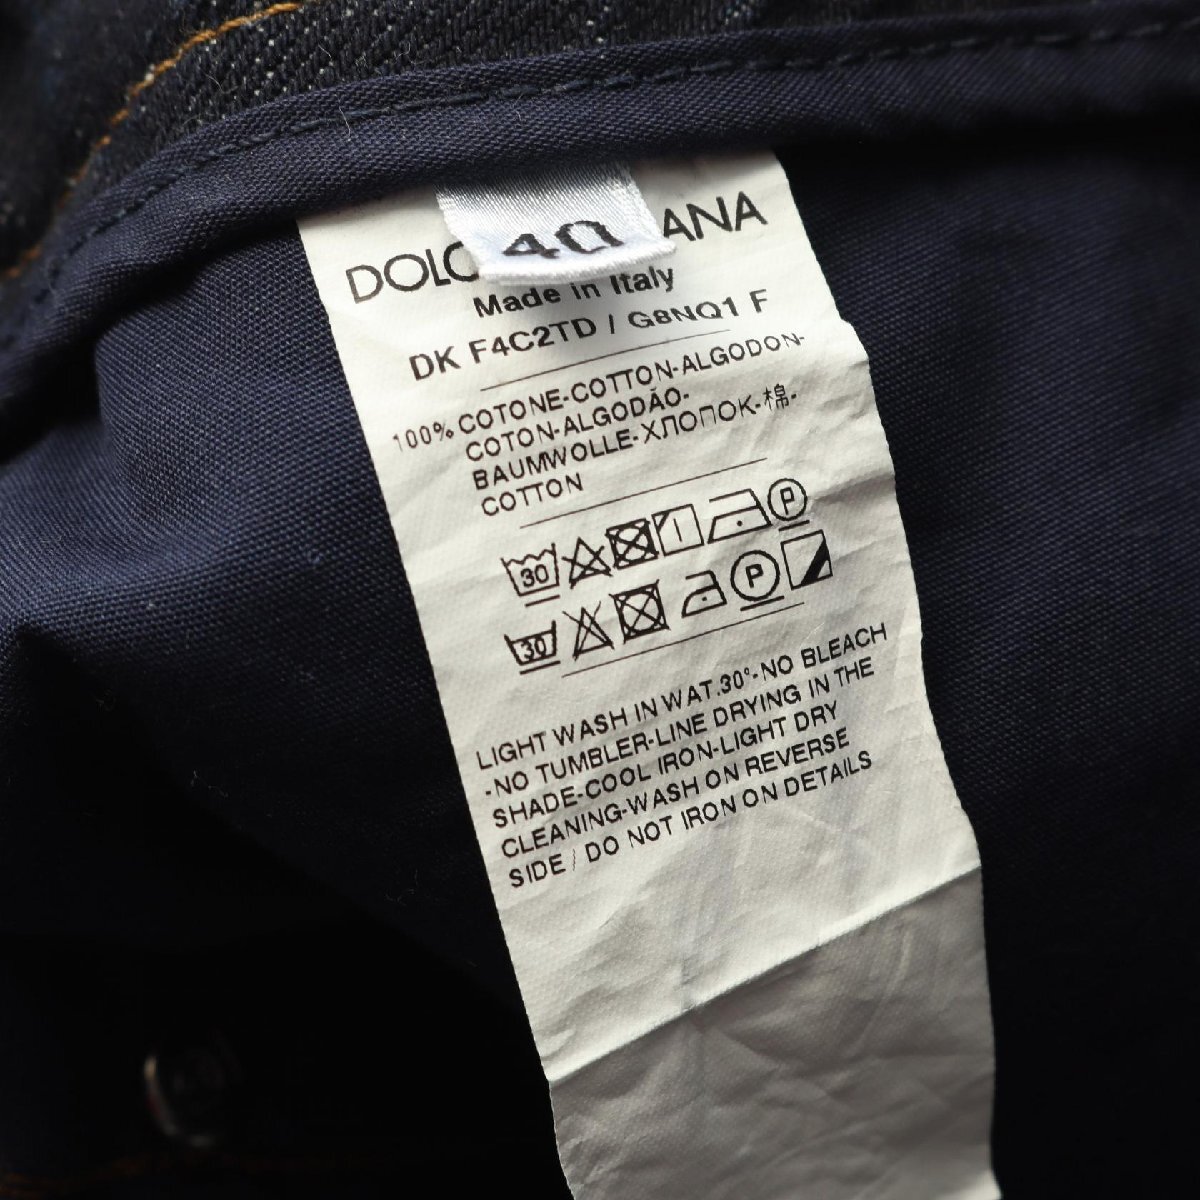 40
DOLC ANA
Made in Italy
DK F4C2TD / G8NQ1 F
100% COTONE-COTTON-ALGODON-
COTON-ALGODÃO-
BAUMWOLLE-ХЛОПОК-棉-
COTTON
30 P
30 P
LIGHT WASH IN WAT.30°-NO BLEACH
-NO TUMBLER-LINE DRYING IN THE
SHADE-COOL IRON-LIGHT DRY
CLEANING-WASH ON REVERSE
SIDE / DO NOT IRON ON DETAILS